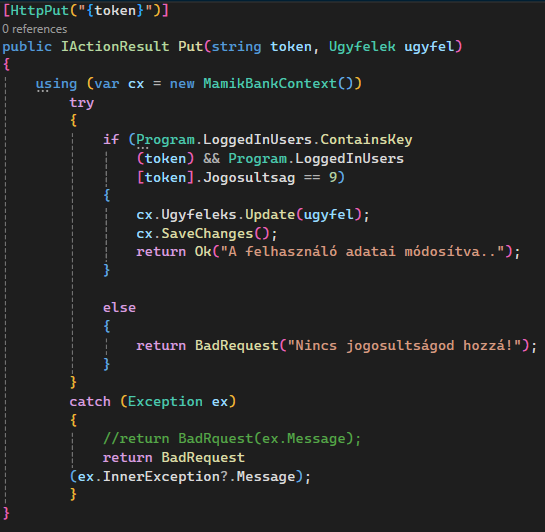 [HttpPut("{token}")]
0 references
public IActionResult Put(string token, Ugyfelek ugyfel)
{
using (var cx = new MamikBankContext())
try
{
if (Program.LoggedInUsers.ContainsKey
(token) && Program.LoggedInUsers
[token].Jogosultsag == 9)
{
cx.Ugyfeleks.Update(ugyfel);
cx.SaveChanges();
return Ok("A felhasználó adatai módosítva..");
}
else
{
return BadRequest("Nincs jogosultságod hozzá!");
}
}
catch (Exception ex)
{
//return BadRquest(ex.Message);
return BadRequest
(ex.InnerException?.Message);
}
}